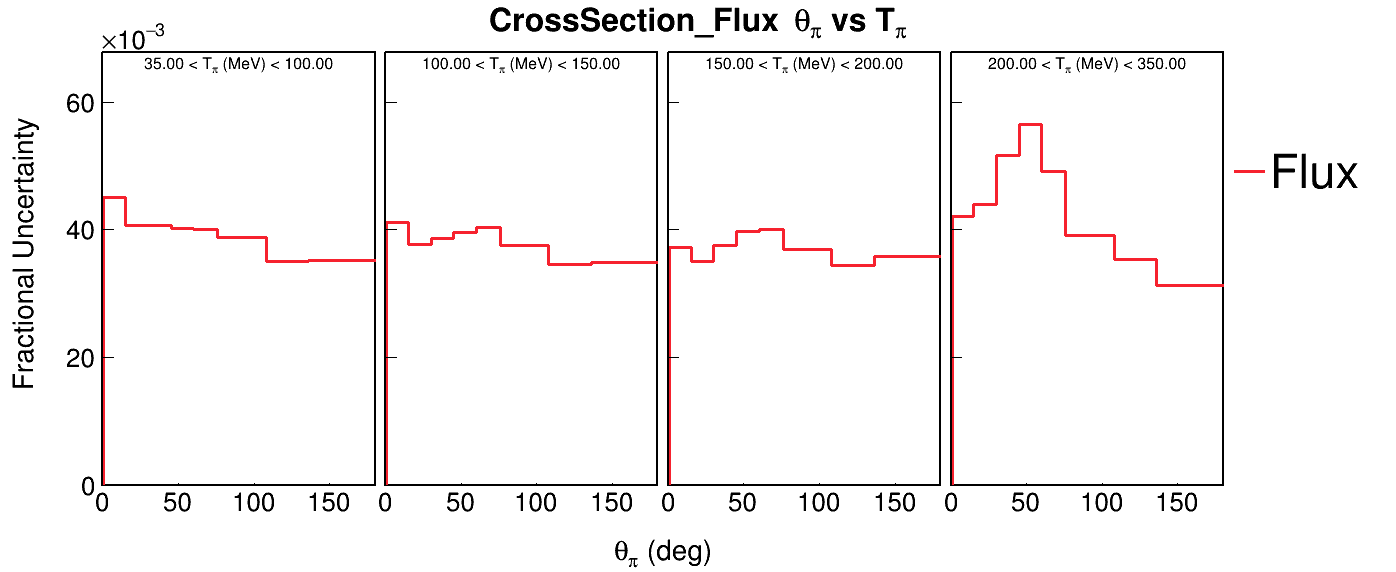 CrossSection_Flux θπ vs Tπ
×10⁻³
35.00 < Tπ (MeV) < 100.00
100.00 < Tπ (MeV) < 150.00
150.00 < Tπ (MeV) < 200.00
200.00 < Tπ (MeV) < 350.00
Fractional Uncertainty
60
40
20
0
Flux
0 50 100 150
0 50 100 150
0 50 100 150
0 50 100 150
θπ (deg)